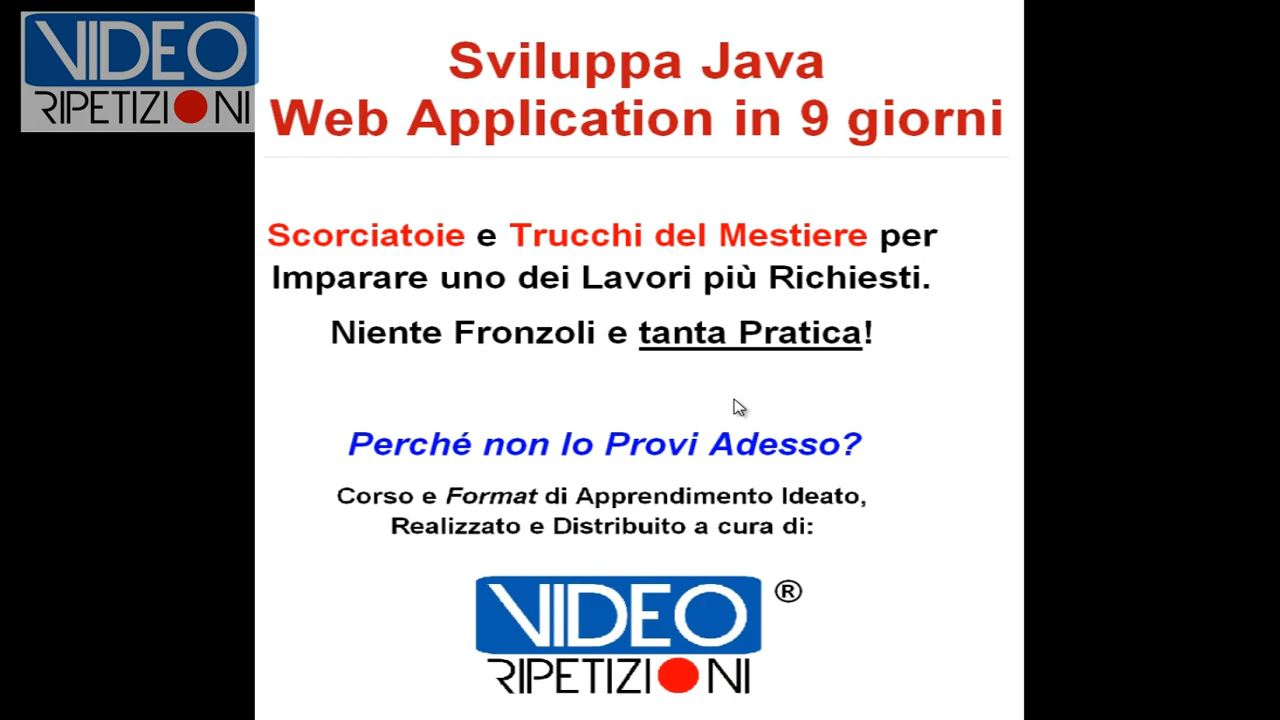 VIDEO
RIPETIZIONI
Sviluppa Java
Web Application in 9 giorni
Scorciatoie e Trucchi del Mestiere per
Imparare uno dei Lavori più Richiesti.
Niente Fronzoli e tanta Pratica!
Perché non lo Provi Adesso?
Corso e Format di Apprendimento Ideato,
Realizzato e Distribuito a cura di:
VIDEO ®
RIPETIZIONI